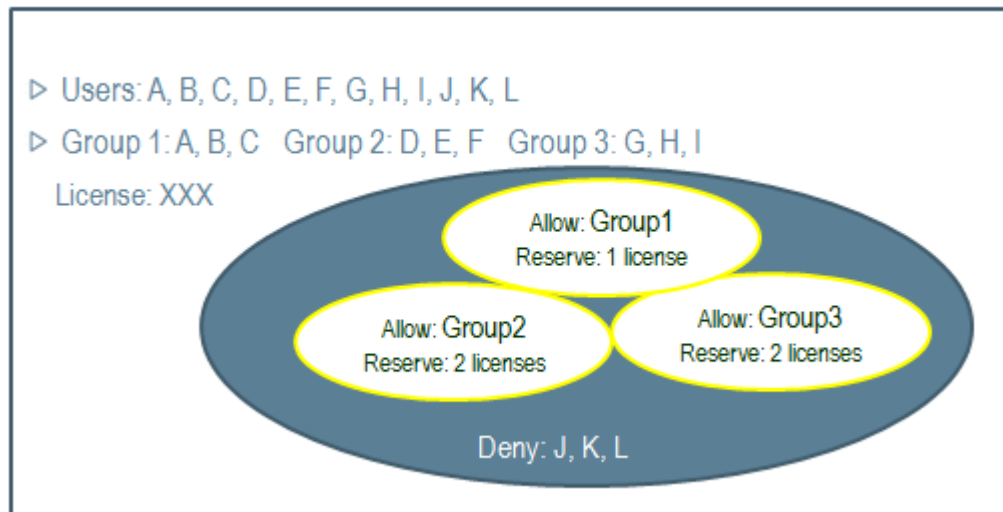 Users: A, B, C, D, E, F, G, H, I, J, K, L
Group 1: A, B, C Group 2: D, E, F Group 3: G, H, I
License: XXX
Allow: Group1
Reserve: 1 license
Allow: Group2
Reserve: 2 licenses
Allow: Group3
Reserve: 2 licenses
Deny: J, K, L